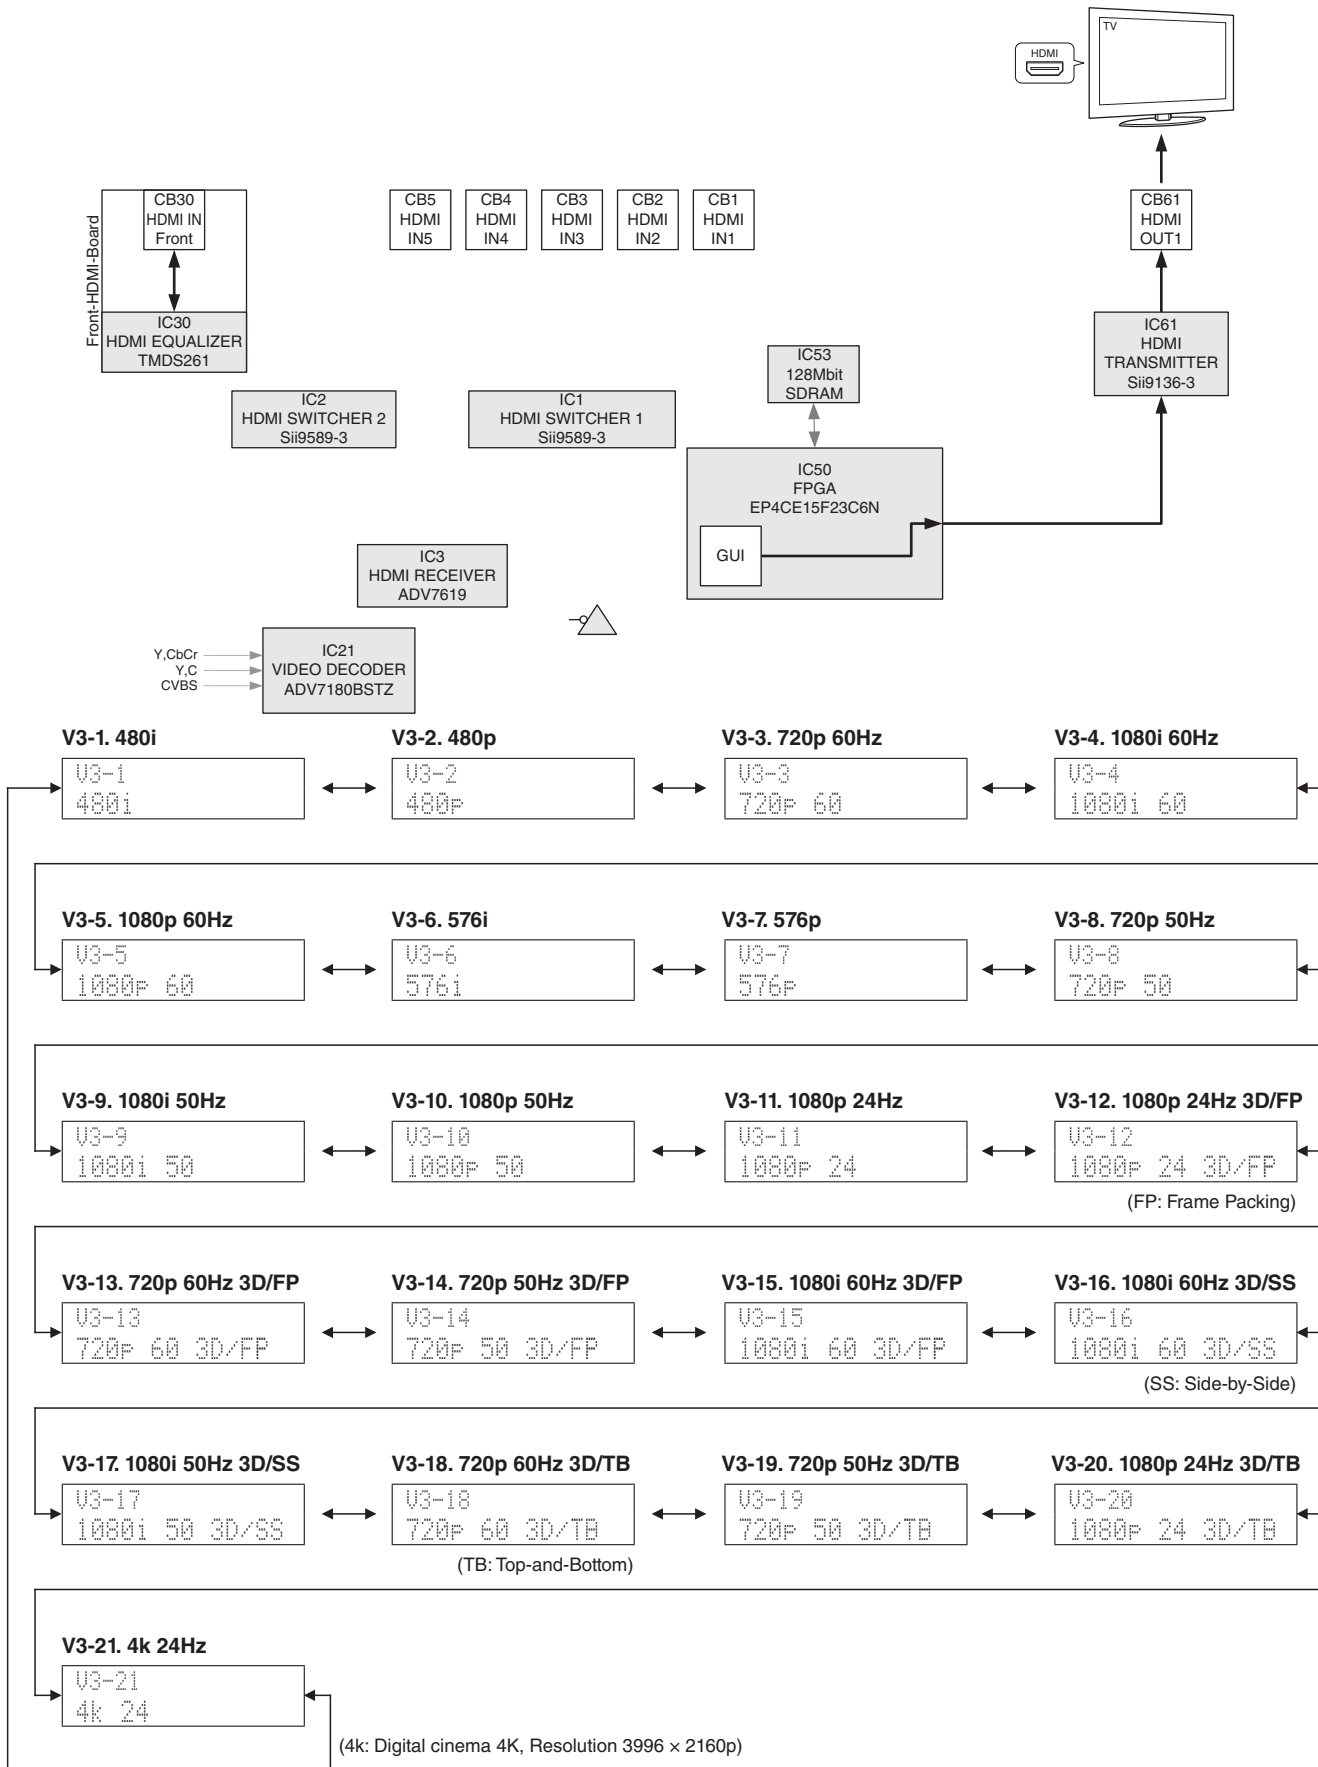 TV
HDMI
Front-HDMI-Board
CB30
HDMI IN
Front
CB5
HDMI
IN5
CB4
HDMI
IN4
CB3
HDMI
IN3
CB2
HDMI
IN2
CB1
HDMI
IN1
CB61
HDMI
OUT1
IC30
HDMI EQUALIZER
TMDS261
IC61
HDMI
TRANSMITTER
Sii9136-3
IC53
128Mbit
SDRAM
IC2
HDMI SWITCHER 2
Sii9589-3
IC1
HDMI SWITCHER 1
Sii9589-3
IC50
FPGA
EP4CE15F23C6N
GUI
IC3
HDMI RECEIVER
ADV7619
Y,CbCr
Y,C
CVBS
IC21
VIDEO DECODER
ADV7180BSTZ
V3-1. 480i
V3-1
480i
V3-2. 480p
V3-2
480p
V3-3. 720p 60Hz
V3-3
720p 60
V3-4. 1080i 60Hz
V3-4
1080i 60
V3-5. 1080p 60Hz
V3-5
1080p 60
V3-6. 576i
V3-6
576i
V3-7. 576p
V3-7
576p
V3-8. 720p 50Hz
V3-8
720p 50
V3-9. 1080i 50Hz
V3-9
1080i 50
V3-10. 1080p 50Hz
V3-10
1080p 50
V3-11. 1080p 24Hz
V3-11
1080p 24
V3-12. 1080p 24Hz 3D/FP
V3-12
1080p 24 3D/FP
(FP: Frame Packing)
V3-13. 720p 60Hz 3D/FP
V3-13
720p 60 3D/FP
V3-14. 720p 50Hz 3D/FP
V3-14
720p 50 3D/FP
V3-15. 1080i 60Hz 3D/FP
V3-15
1080i 60 3D/FP
V3-16. 1080i 60Hz 3D/SS
V3-16
1080i 60 3D/SS
(SS: Side-by-Side)
V3-17. 1080i 50Hz 3D/SS
V3-17
1080i 50 3D/SS
V3-18. 720p 60Hz 3D/TB
V3-18
720p 60 3D/TB
(TB: Top-and-Bottom)
V3-19. 720p 50Hz 3D/TB
V3-19
720p 50 3D/TB
V3-20. 1080p 24Hz 3D/TB
V3-20
1080p 24 3D/TB
V3-21. 4k 24Hz
V3-21
4k 24
(4k: Digital cinema 4K, Resolution 3996 × 2160p)